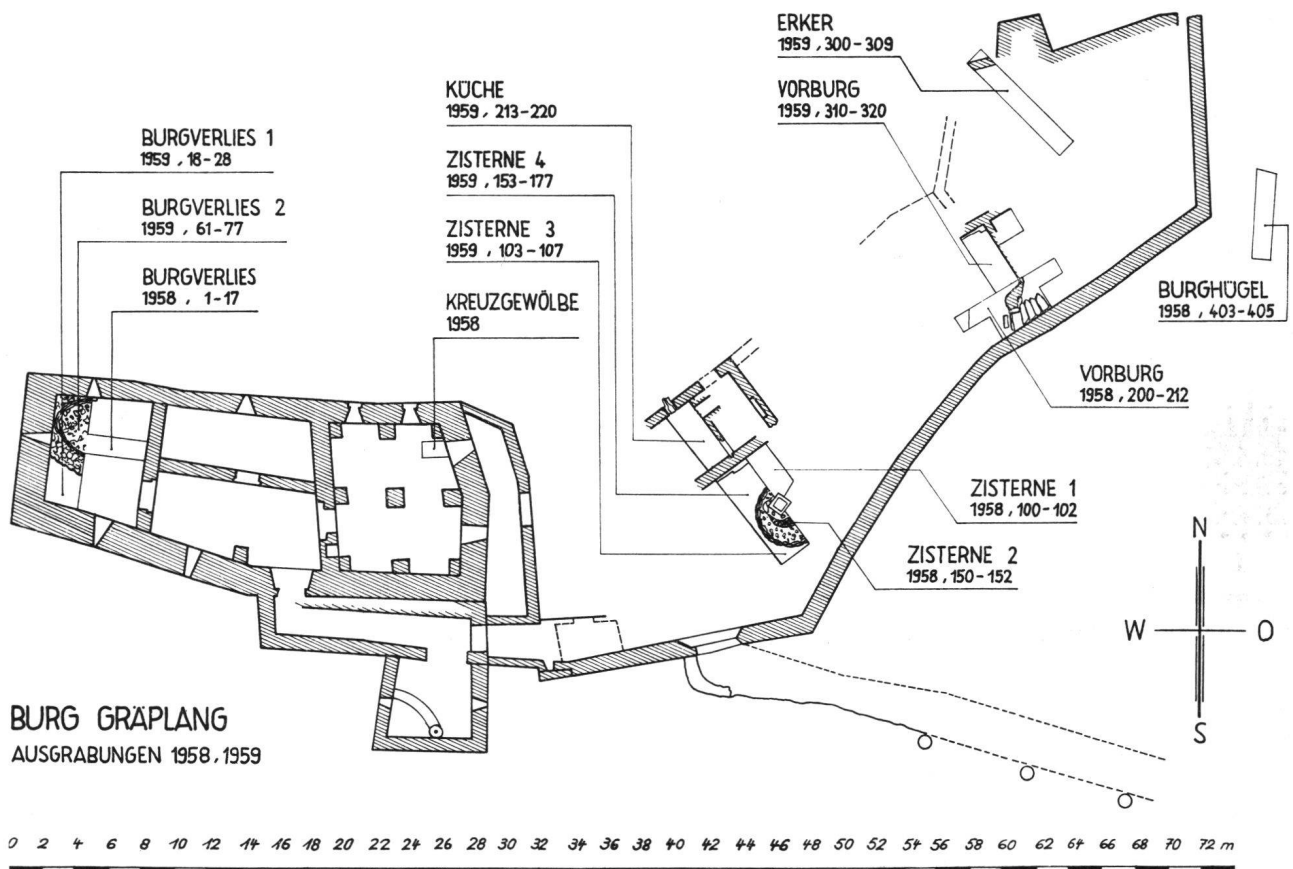 ERKER
1959, 300-309
VORBURG
1959, 310-320
KÜCHE
1959, 213-220
ZISTERNE 4
1959, 153-177
ZISTERNE 3
1959, 103-107
KREUZGEWÖLBE
1958
BURGVERLIES 1
1959, 18-28
BURGVERLIES 2
1959, 61-77
BURGVERLIES
1958, 1-17
BURGHÜGEL
1958, 403-405
VORBURG
1958, 200-212
ZISTERNE 1
1958, 100-102
ZISTERNE 2
1958, 150-152
N
W O
S
BURG GRÄPLANG
AUSGRABUNGEN 1958, 1959
0 2 4 6 8 10 12 14 16 18 20 22 24 26 28 30 32 34 36 38 40 42 44 46 48 50 52 54 56 58 60 62 64 66 68 70 72 m